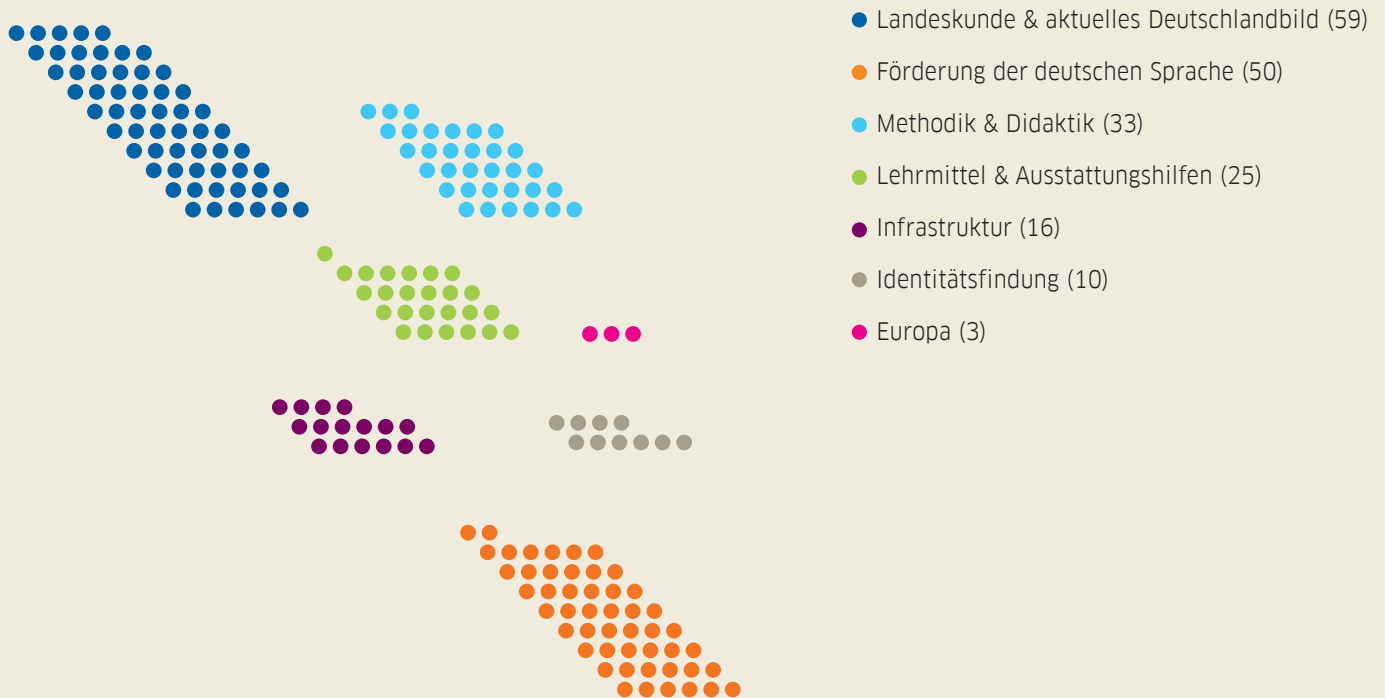 Landeskunde & aktuelles Deutschlandbild (59)
Förderung der deutschen Sprache (50)
Methodik & Didaktik (33)
Lehrmittel & Ausstattungshilfen (25)
Infrastruktur (16)
Identitätsfindung (10)
Europa (3)